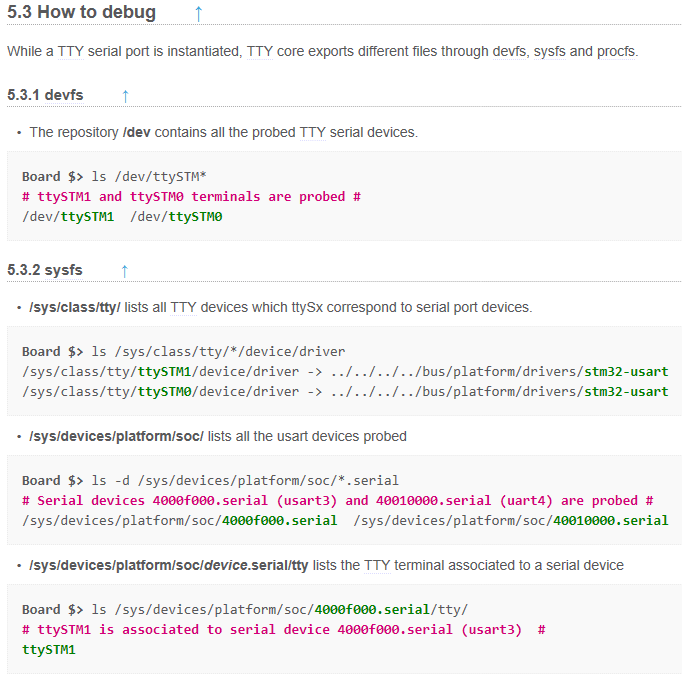 5.3 How to debug ↑
While a TTY serial port is instantiated, TTY core exports different files through devfs, sysfs and procfs.
5.3.1 devfs ↑
• The repository /dev contains all the probed TTY serial devices.
Board $> ls /dev/ttySTM*
# ttySTM1 and ttySTM0 terminals are probed #
/dev/ttySTM1  /dev/ttySTM0
5.3.2 sysfs ↑
• /sys/class/tty/ lists all TTY devices which ttySx correspond to serial port devices.
Board $> ls /sys/class/tty/*/device/driver
/sys/class/tty/ttySTM1/device/driver -> ../../../../bus/platform/drivers/stm32-usart
/sys/class/tty/ttySTM0/device/driver -> ../../../../bus/platform/drivers/stm32-usart
• /sys/devices/platform/soc/ lists all the usart devices probed
Board $> ls -d /sys/devices/platform/soc/*.serial
# Serial devices 4000f000.serial (usart3) and 40010000.serial (uart4) are probed #
/sys/devices/platform/soc/4000f000.serial  /sys/devices/platform/soc/40010000.serial
• /sys/devices/platform/soc/device.serial/tty lists the TTY terminal associated to a serial device
Board $> ls /sys/devices/platform/soc/4000f000.serial/tty/
# ttySTM1 is associated to serial device 4000f000.serial (usart3)  #
ttySTM1